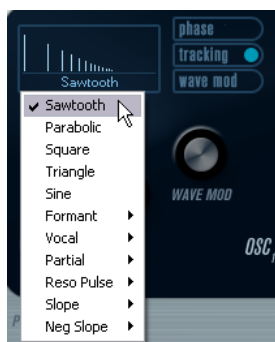 phase
tracking
Sawtooth
wave mod
Sawtooth
Parabolic
Square
Triangle
Sine
Formant
Vocal
Partial
Reso Pulse
Slope
Neg Slope
WAVE MOD
OSC
P